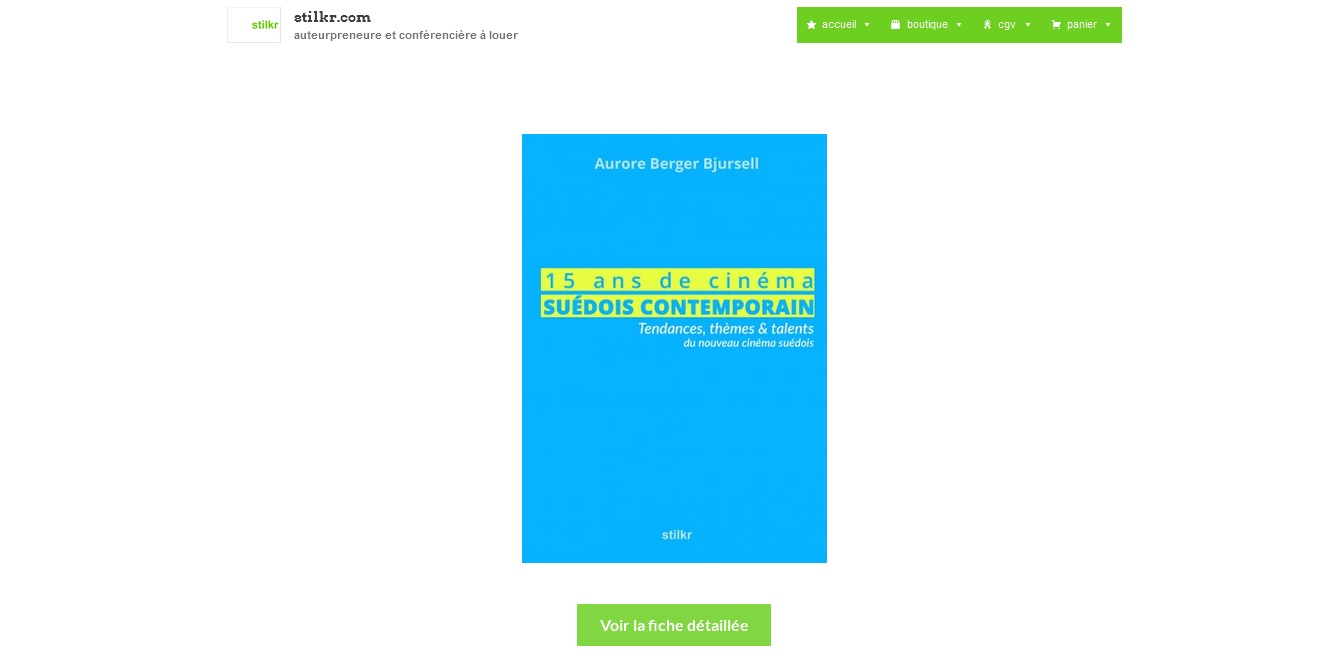 stilkr
stilkr.com
auteurpreneure et conférencière à louer
accueil boutique cgv panier
Aurore Berger Bjursell
15 ans de cinéma
SUÉDOIS CONTEMPORAIN
Tendances, thèmes & talents
du nouveau cinéma suédois
stilkr
Voir la fiche détaillée